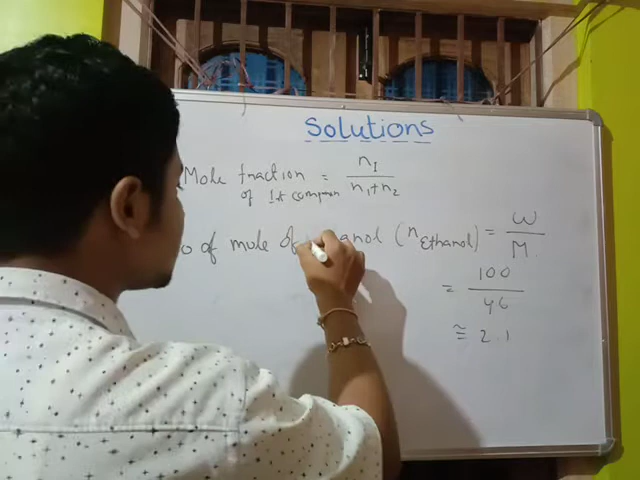 Solutions
Mole fraction = n1 / n1+n2
of 1st compon
o of mole of anol (nEthanol) = W / M
= 100 / 46
≅ 2.1